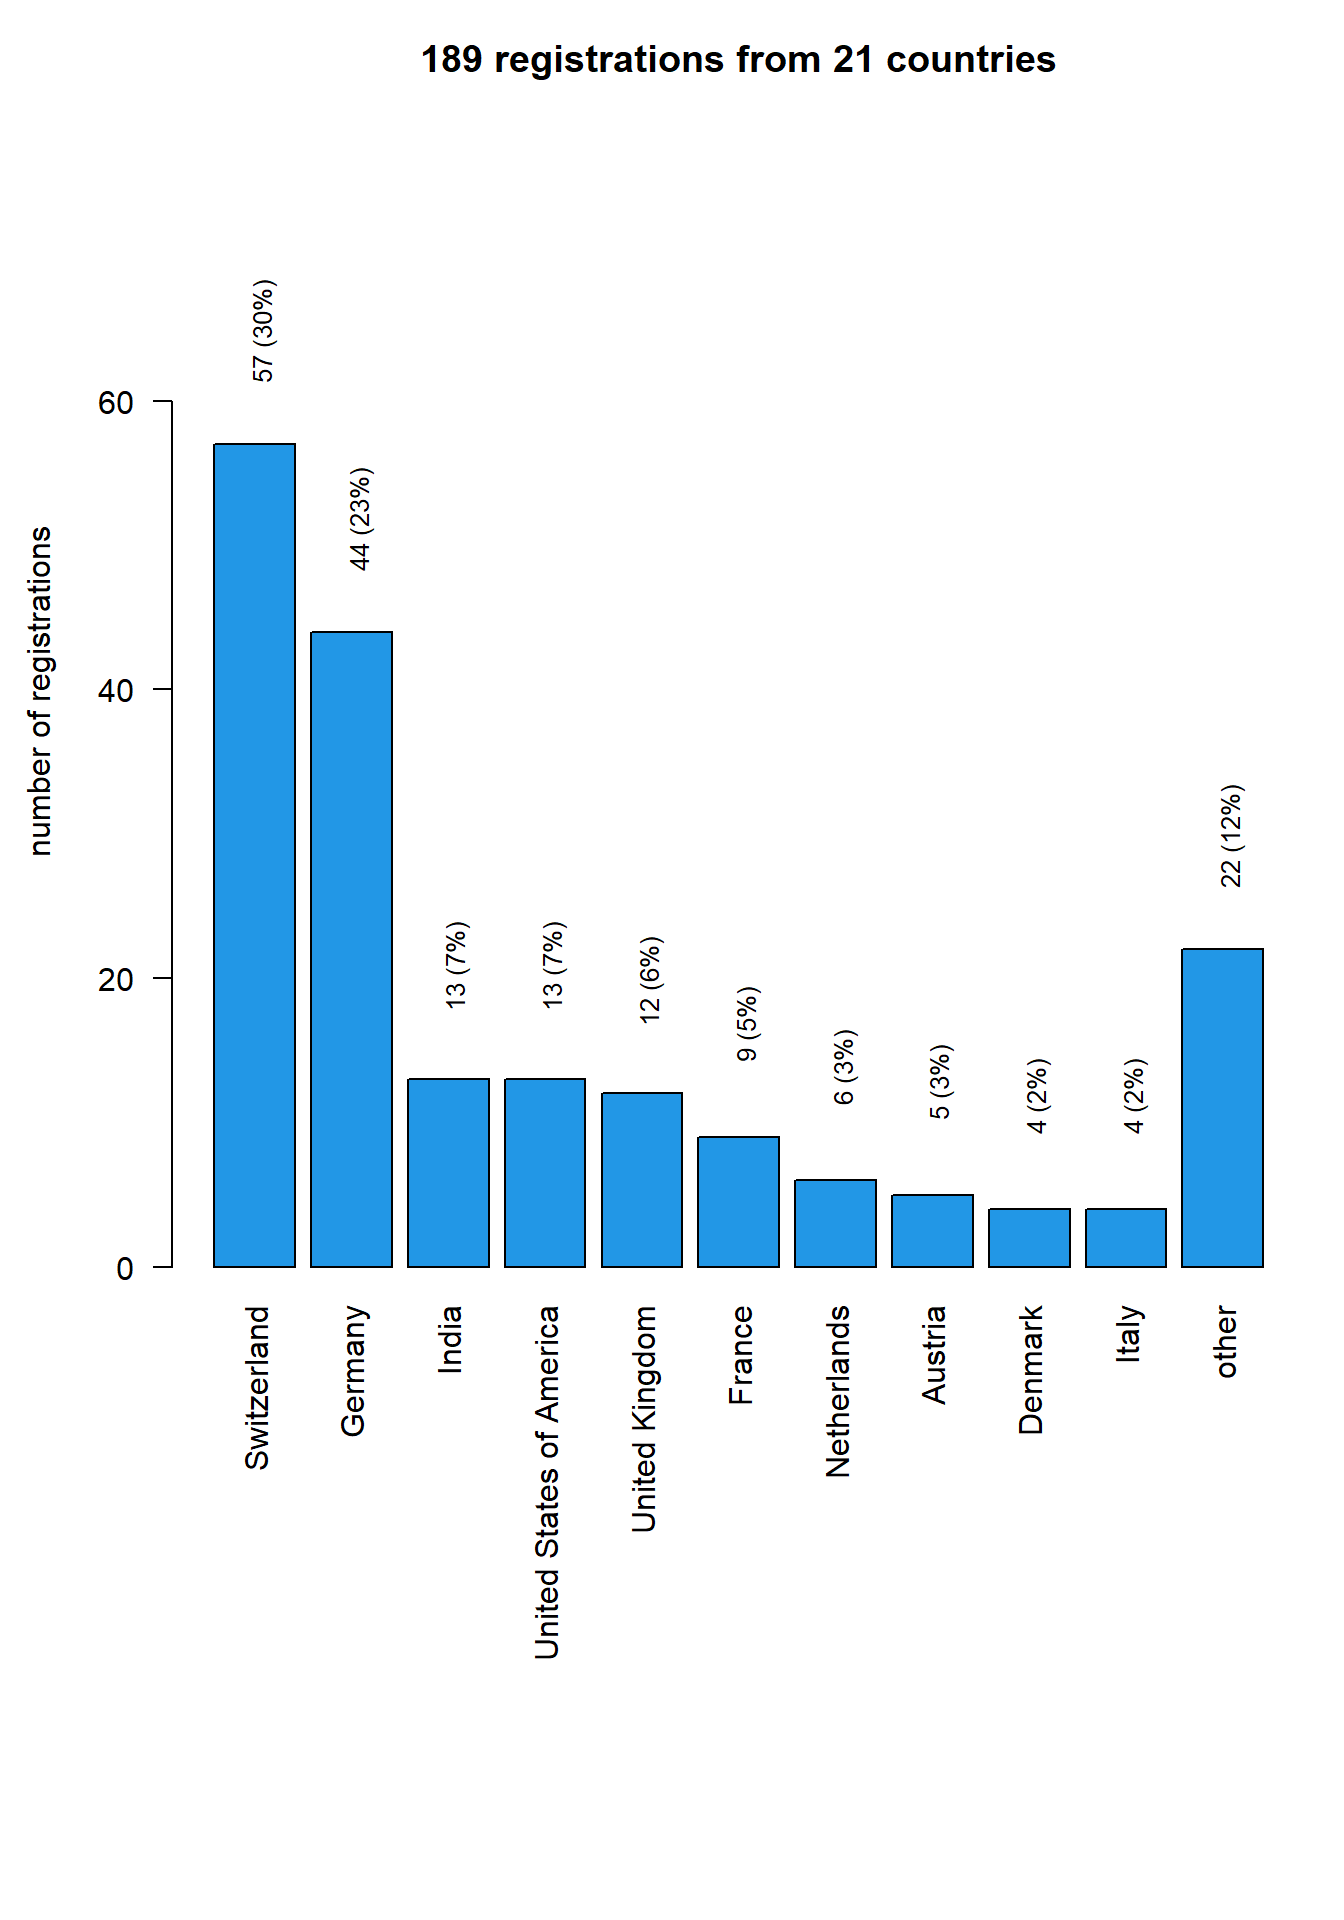 189 registrations from 21 countries
number of registrations
60
40
20
0
57 (30%)
44 (23%)
13 (7%)
13 (7%)
12 (6%)
9 (5%)
6 (3%)
5 (3%)
4 (2%)
4 (2%)
22 (12%)
Switzerland
Germany
India
United States of America
United Kingdom
France
Netherlands
Austria
Denmark
Italy
other